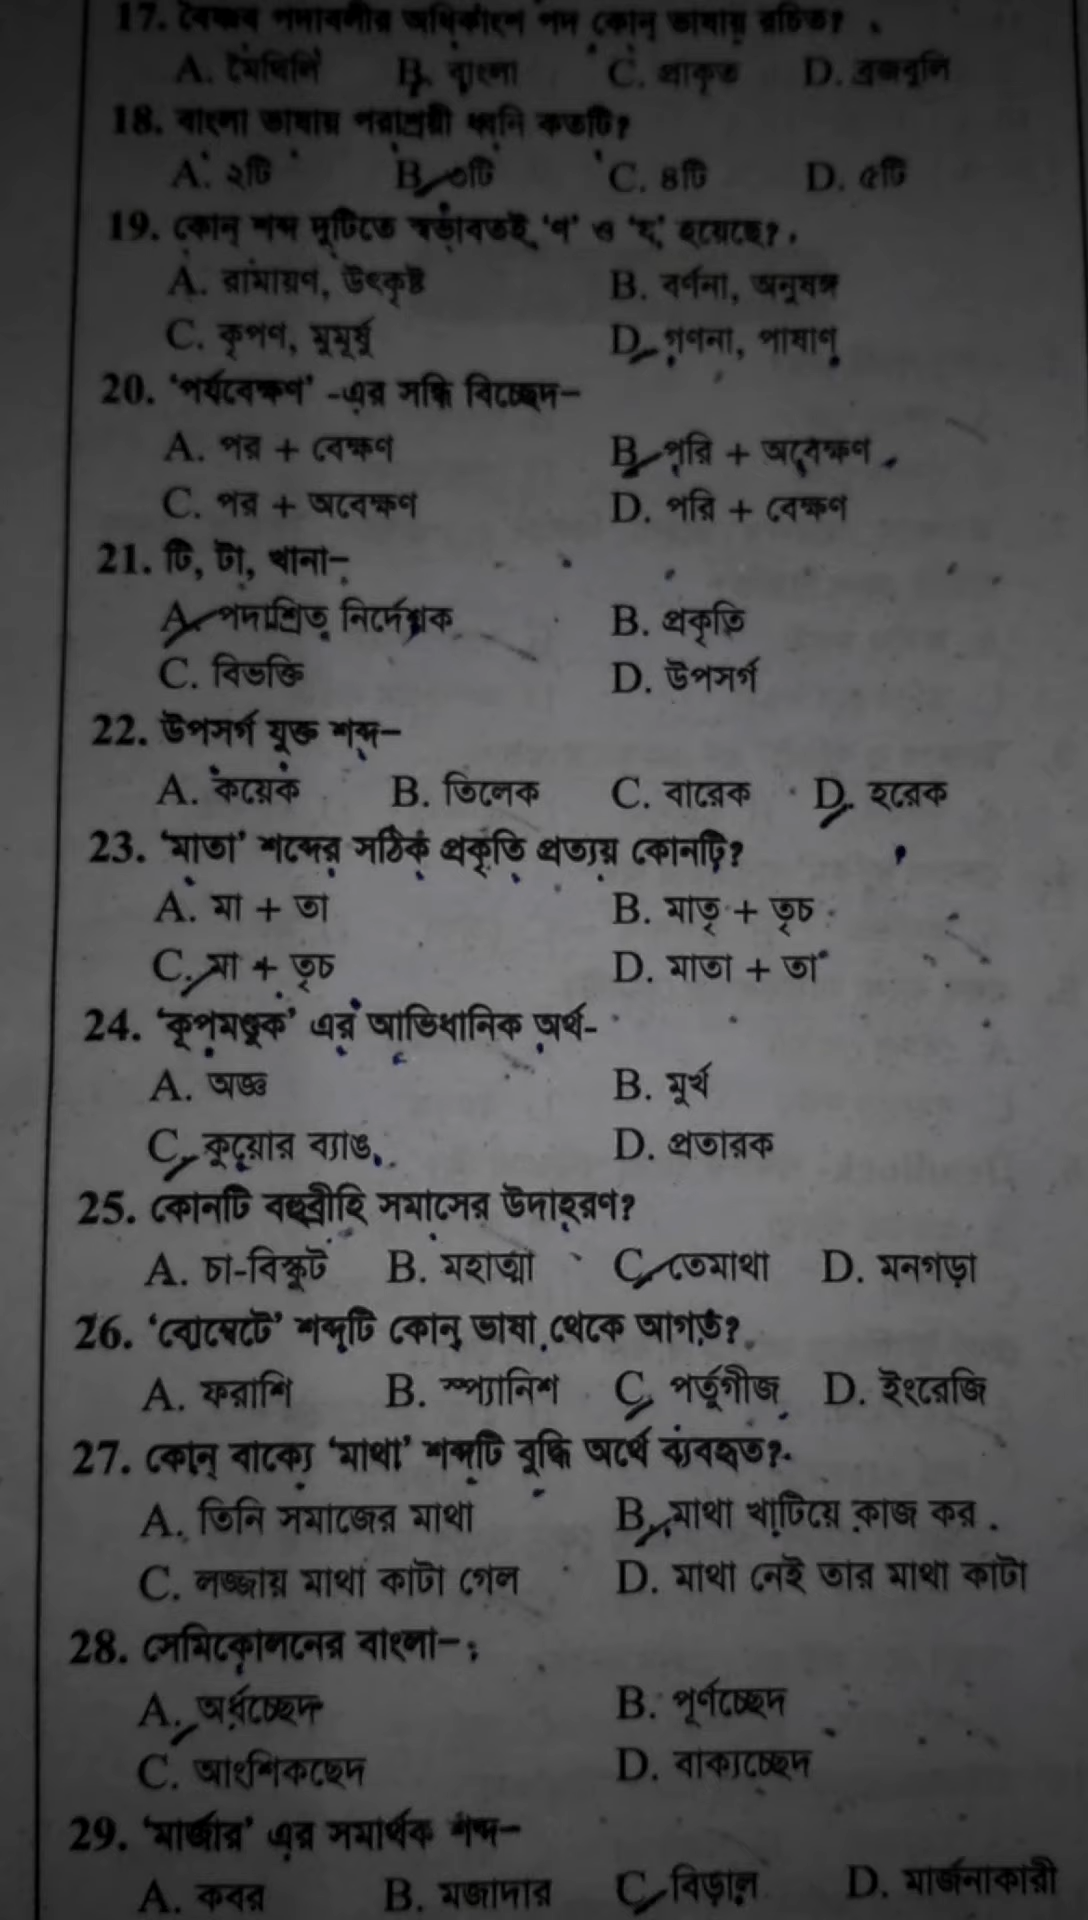 17. বৈষ্ণব পদাবলীর অধিকাংশ পদ কোন্ ভাষায় রচিত?
A. মৈথিলি B. বাংলা C. প্রাকৃত D. ব্রজবুলি
18. বাংলা ভাষায় পরাশ্রয়ী ধ্বনি কতটি?
A. ২টি B. ৩টি C. ৪টি D. ৫টি
19. কোন্ শব্দ দুটিতে স্বভাবতই 'ণ' ও 'ষ' হয়েছে?
A. রামায়ণ, উৎকৃষ্ট B. বর্ণনা, অনুষঙ্গ
C. কৃপণ, মুমূর্ষু D. গণনা, পাষাণ
20. 'পর্যবেক্ষণ' -এর সন্ধি বিচ্ছেদ–
A. পর + বেক্ষণ B. পরি + অবেক্ষণ
C. পর + অবেক্ষণ D. পরি + বেক্ষণ
21. টি, টা, খানা–
A. পদাশ্রিত নির্দেশক B. প্রকৃতি
C. বিভক্তি D. উপসর্গ
22. উপসর্গ যুক্ত শব্দ–
A. কয়েক B. তিলেক C. বারেক D. হরেক
23. 'মাতা' শব্দের সঠিক প্রকৃতি প্রত্যয় কোনটি?
A. মা + তা B. মাতৃ + তৃচ
C. মা + তৃচ D. মাতা + তা
24. 'কূপমণ্ডুক' এর আভিধানিক অর্থ-
A. অজ্ঞ B. মুর্খ
C. কুয়োর ব্যাঙ D. প্রতারক
25. কোনটি বহুব্রীহি সমাসের উদাহরণ?
A. চা-বিস্কুট B. মহাত্মা C. তেমাথা D. মনগড়া
26. 'বোম্বেটে' শব্দটি কোন্ ভাষা থেকে আগত?
A. ফরাশি B. স্প্যানিশ C. পর্তুগীজ D. ইংরেজি
27. কোন্ বাক্যে 'মাথা' শব্দটি বুদ্ধি অর্থে ব্যবহৃত?
A. তিনি সমাজের মাথা B. মাথা খাটিয়ে কাজ কর
C. লজ্জায় মাথা কাটা গেল D. মাথা নেই তার মাথা কাটা
28. সেমিকোলনের বাংলা–
A. অর্ধচ্ছেদ B. পূর্ণচ্ছেদ
C. আংশিকছেদ D. বাক্যচ্ছেদ
29. 'মার্জার' এর সমার্থক শব্দ–
A. কবর B. মজাদার C. বিড়াল D. মার্জনাকারী